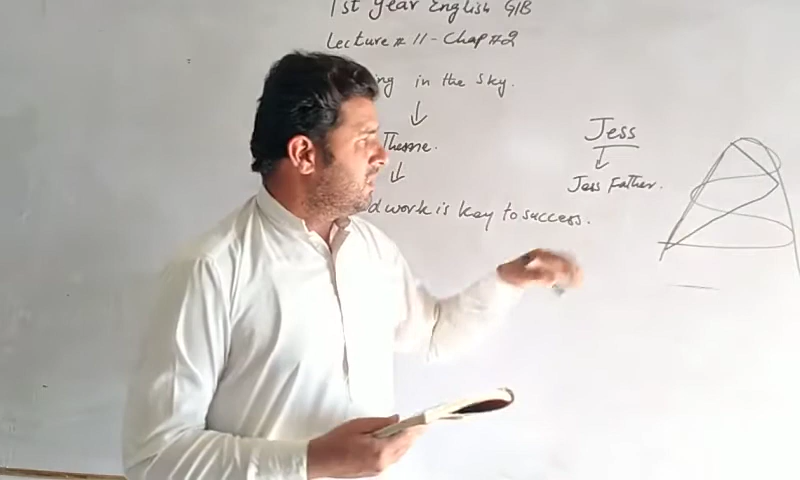 1st year English GIB
Lecture # 11 - Chap # 2
ing in the sky.
Theme.
d work is key to success.
Jess
Jess Father.